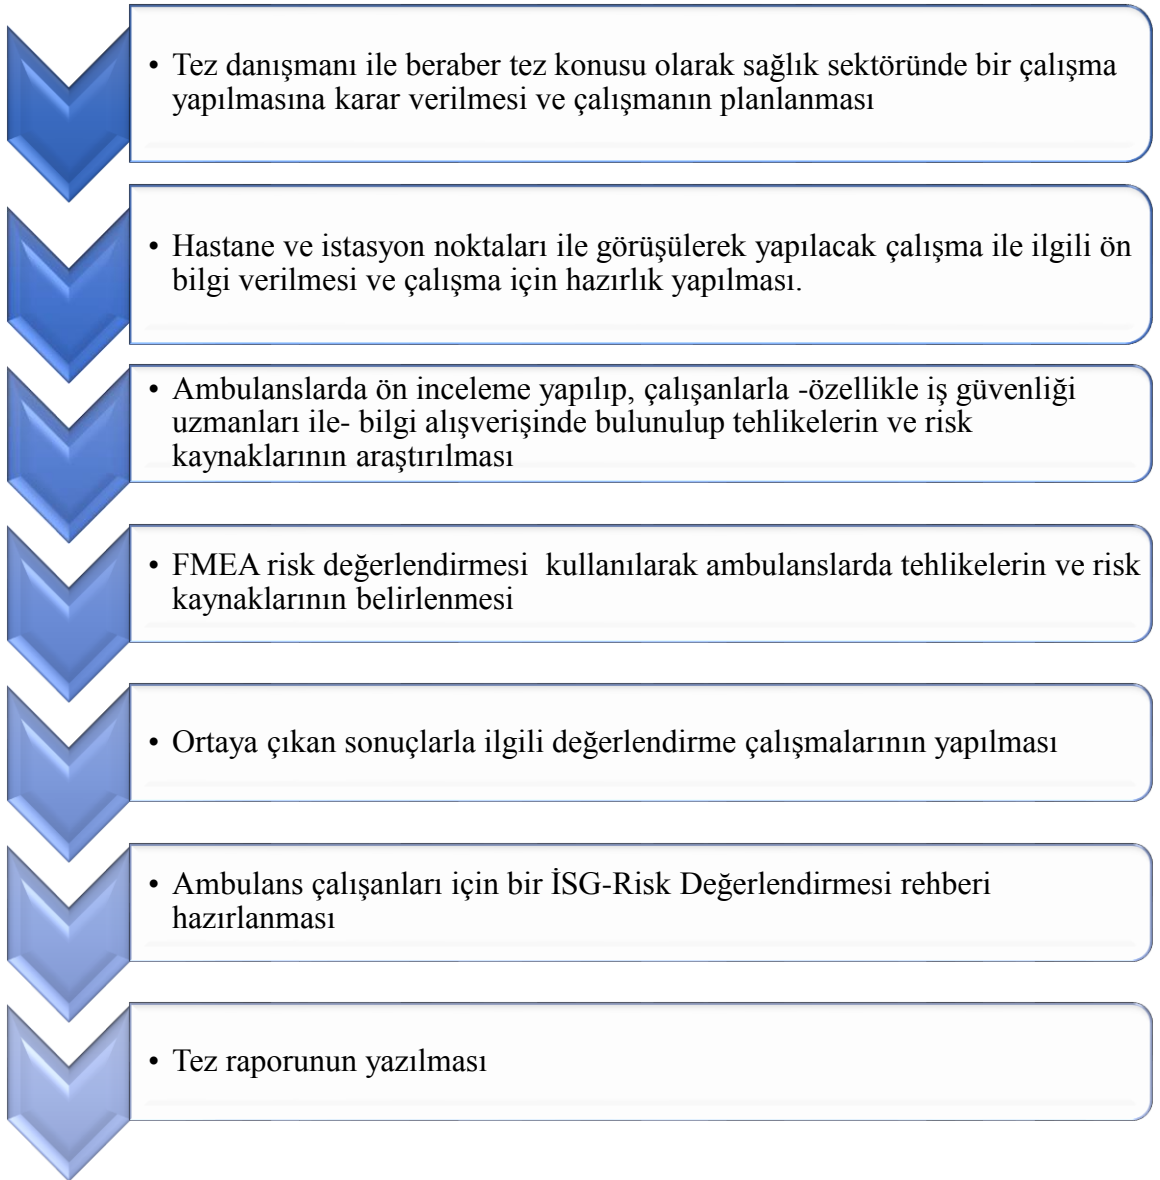 • Tez danışmanı ile beraber tez konusu olarak sağlık sektöründe bir çalışma
yapılmasına karar verilmesi ve çalışmanın planlanması
• Hastane ve istasyon noktaları ile görüşülerek yapılacak çalışma ile ilgili ön
bilgi verilmesi ve çalışma için hazırlık yapılması.
• Ambulanslarda ön inceleme yapılıp, çalışanlarla -özellikle iş güvenliği
uzmanları ile- bilgi alışverişinde bulunulup tehlikelerin ve risk
kaynaklarının araştırılması
• FMEA risk değerlendirmesi  kullanılarak ambulanslarda tehlikelerin ve risk
kaynaklarının belirlenmesi
• Ortaya çıkan sonuçlarla ilgili değerlendirme çalışmalarının yapılması
• Ambulans çalışanları için bir İSG-Risk Değerlendirmesi rehberi
hazırlanması
• Tez raporunun yazılması